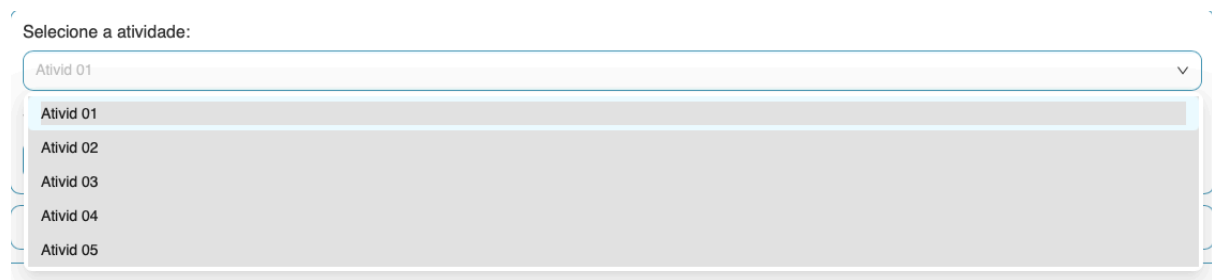 Selecione a atividade:
Ativid 01
Ativid 01
Ativid 02
Ativid 03
Ativid 04
Ativid 05